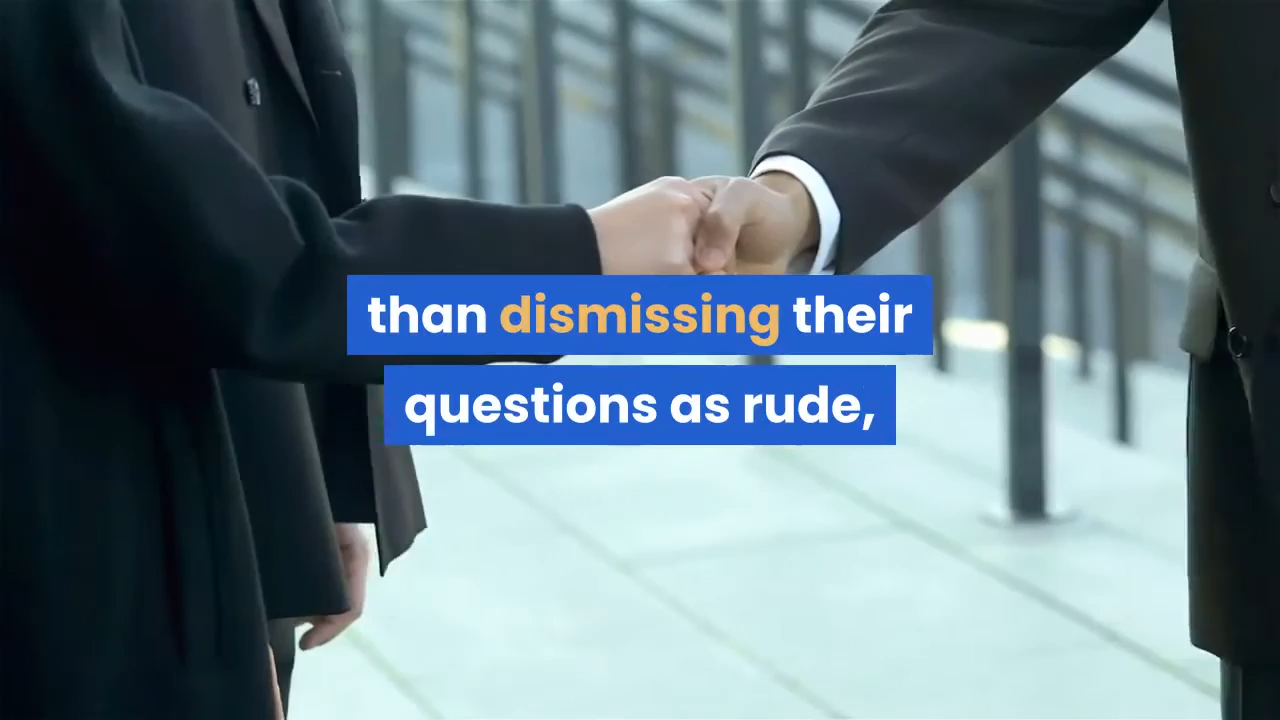 than dismissing their
questions as rude,